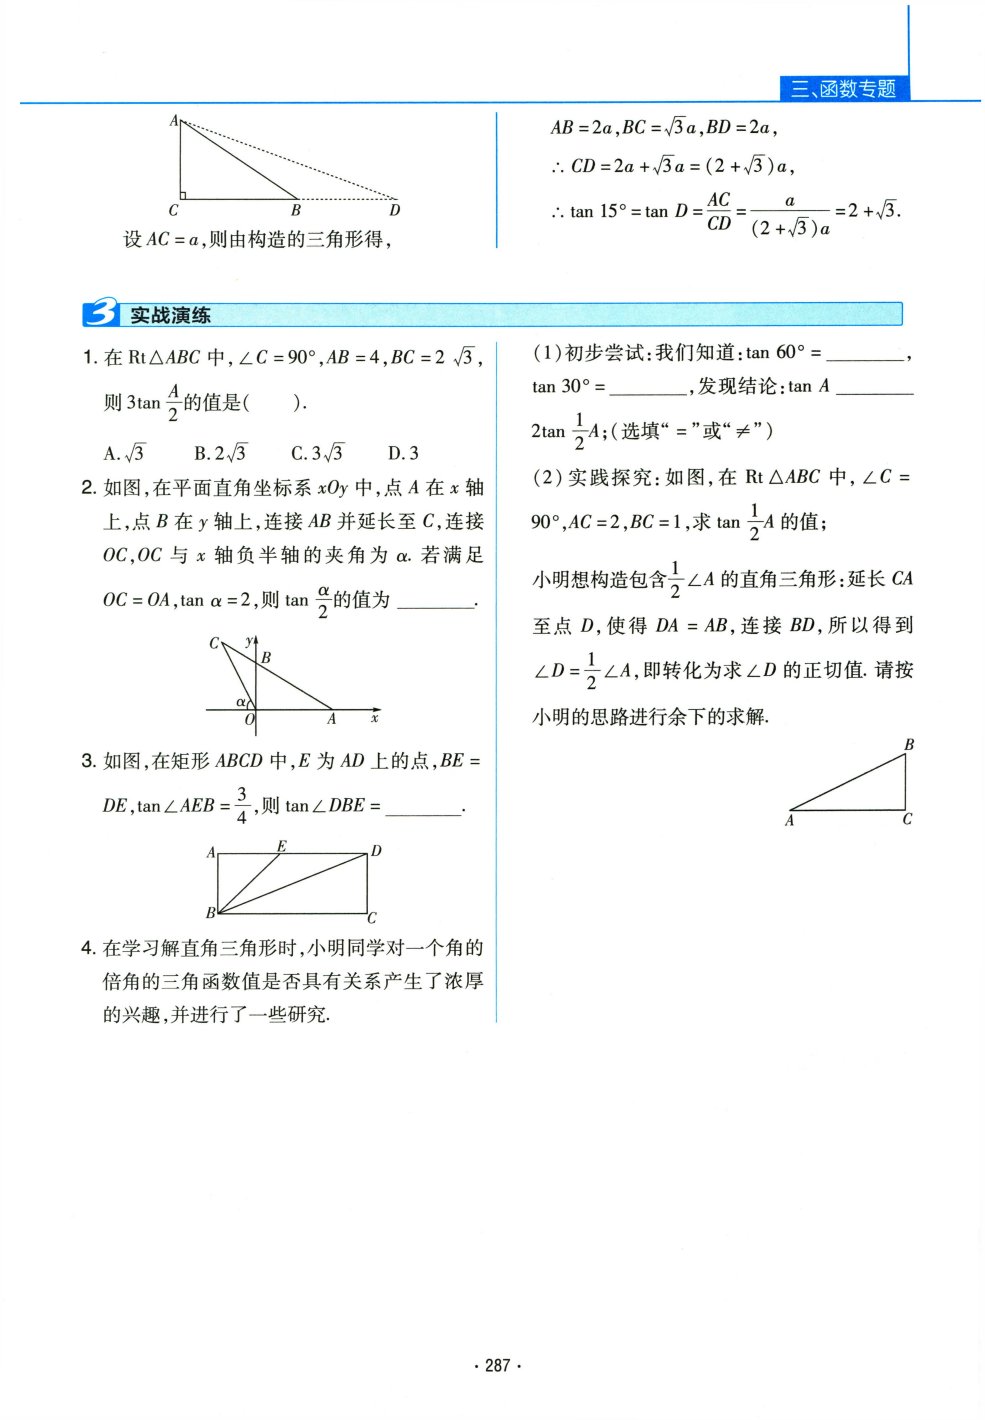 三、函数专题
A
C
B
D
设 AC = a,则由构造的三角形得,
AB = 2a, BC = √3a, BD = 2a,
∴ CD = 2a + √3a = (2 + √3)a,
∴ tan 15° = tan D = AC/CD = a/((2 + √3)a) = 2 + √3.
3 实战演练
1. 在 Rt△ABC 中,∠C = 90°,AB = 4,BC = 2√3,
则 3tan A/2 的值是(  ).
A.√3 B.2√3 C.3√3 D.3
2. 如图,在平面直角坐标系 xOy 中,点 A 在 x 轴
上,点 B 在 y 轴上,连接 AB 并延长至 C,连接
OC,OC 与 x 轴负半轴的夹角为 α. 若满足
OC = OA,tan α = 2,则 tan α/2 的值为 ________.
C
y
B
α
O
A
x
3. 如图,在矩形 ABCD 中,E 为 AD 上的点,BE =
DE,tan∠AEB = 3/4,则 tan∠DBE = ________.
A
E
D
B
C
4. 在学习解直角三角形时,小明同学对一个角的
倍角的三角函数值是否具有关系产生了浓厚
的兴趣,并进行了一些研究.
(1)初步尝试:我们知道:tan 60° = ________,
tan 30° = ________,发现结论:tan A ________
2tan 1/2 A;(选填“ = ”或“ ≠ ”)
(2)实践探究:如图,在 Rt△ABC 中,∠C =
90°,AC = 2,BC = 1,求 tan 1/2 A 的值;
小明想构造包含 1/2 ∠A 的直角三角形:延长 CA
至点 D,使得 DA = AB,连接 BD,所以得到
∠D = 1/2 ∠A,即转化为求∠D 的正切值. 请按
小明的思路进行余下的求解.
B
A
C
· 287 ·